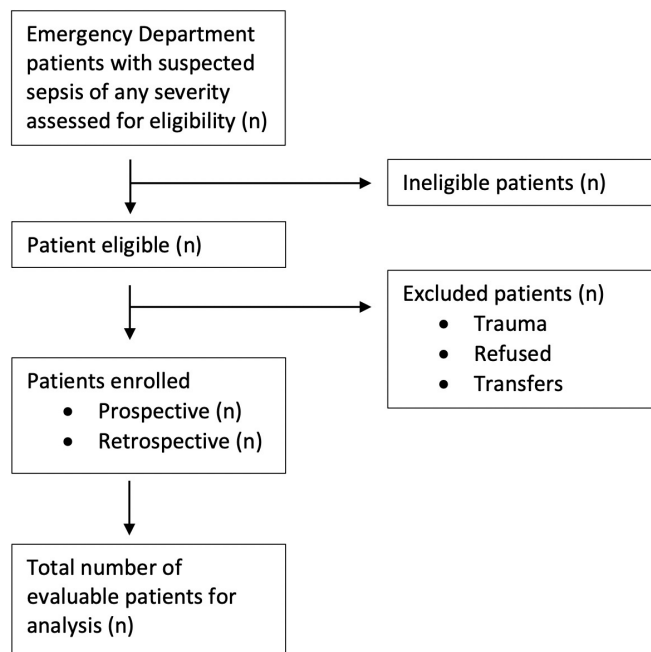 Emergency Department
patients with suspected
sepsis of any severity
assessed for eligibility (n)
Ineligible patients (n)
Patient eligible (n)
Excluded patients (n)
• Trauma
• Refused
• Transfers
Patients enrolled
• Prospective (n)
• Retrospective (n)
Total number of
evaluable patients for
analysis (n)